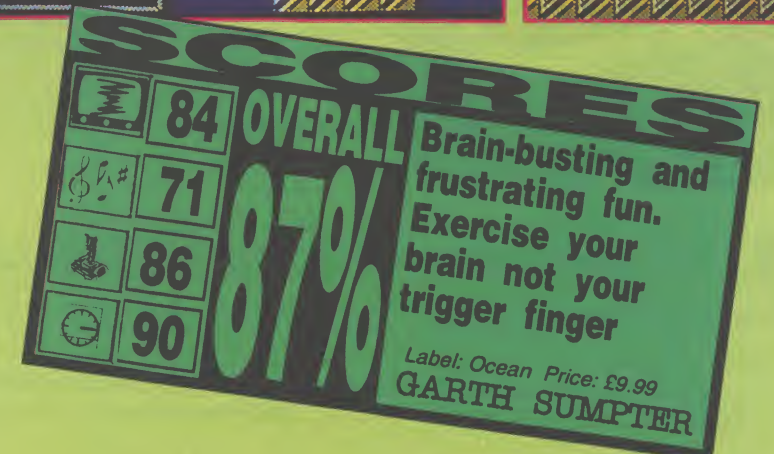 SCORES
84
71
86
90
OVERALL
87%
Brain-busting and
frustrating fun.
Exercise your
brain not your
trigger finger
Label: Ocean Price: £9.99
GARTH SUMPTER